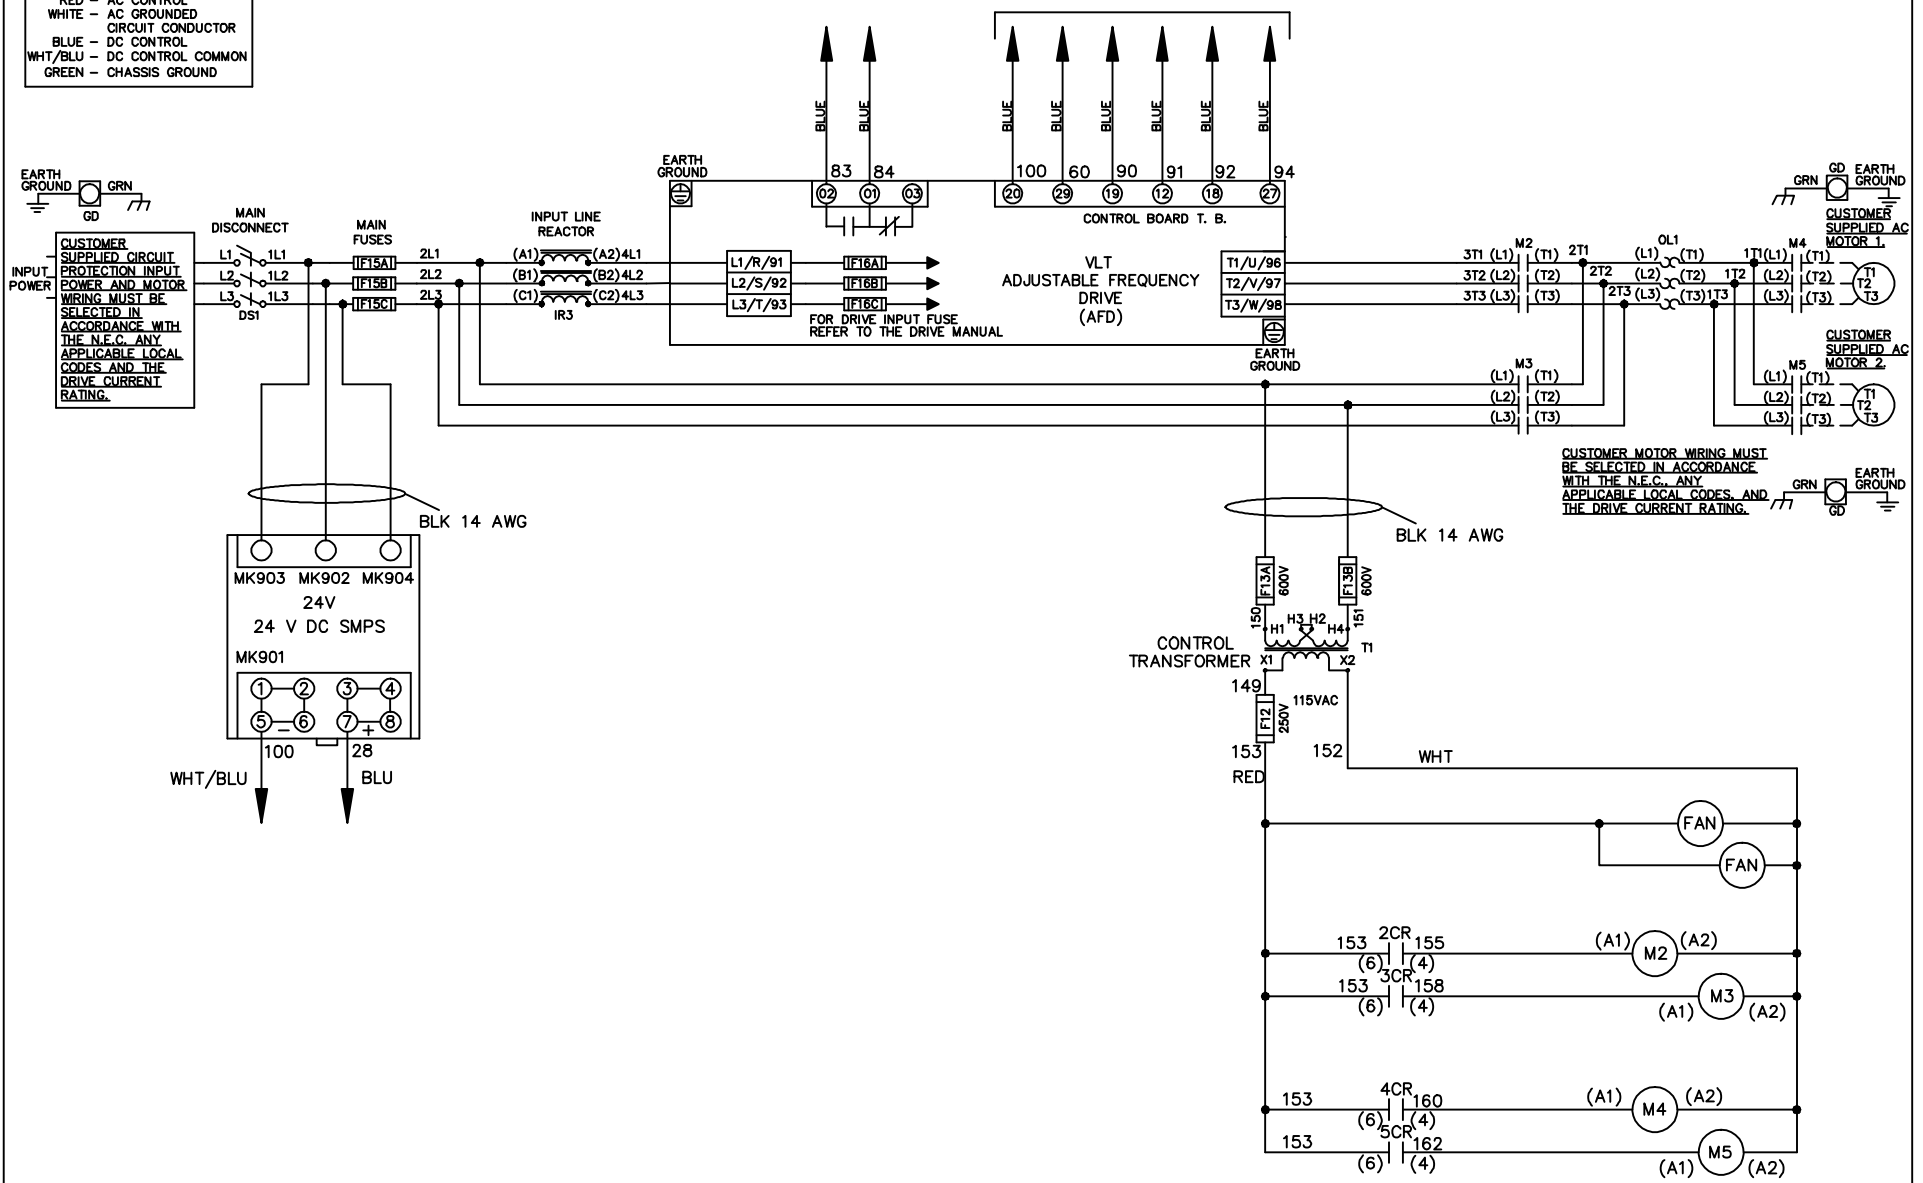 RED – AC CONTROL
WHITE – AC GROUNDED
CIRCUIT CONDUCTOR
BLUE – DC CONTROL
WHT/BLU – DC CONTROL COMMON
GREEN – CHASSIS GROUND
BLUE
BLUE
BLUE
BLUE
BLUE
BLUE
BLUE
BLUE
EARTH
GROUND
GRN
GD
EARTH
GROUND
83
84
100
60
90
91
92
94
02
01
03
20
29
19
12
18
27
CONTROL BOARD T. B.
GRN
GD
EARTH
GROUND
INPUT
POWER
CUSTOMER
SUPPLIED CIRCUIT
PROTECTION INPUT
POWER AND MOTOR
WIRING MUST BE
SELECTED IN
ACCORDANCE WITH
THE N.E.C. ANY
APPLICABLE LOCAL
CODES AND THE
DRIVE CURRENT
RATING.
MAIN
DISCONNECT
L1 1L1
L2 1L2
L3 1L3
DS1
MAIN
FUSES
F15A
F15B
F15C
2L1
2L2
2L3
INPUT LINE
REACTOR
(A1) (A2) 4L1
(B1) (B2) 4L2
(C1) (C2) 4L3
IR3
L1/R/91
L2/S/92
L3/T/93
F16A
F16B
F16C
FOR DRIVE INPUT FUSE
REFER TO THE DRIVE MANUAL
VLT
ADJUSTABLE FREQUENCY
DRIVE
(AFD)
T1/U/96
T2/V/97
T3/W/98
EARTH
GROUND
M2
3T1 (L1) (T1) 2T1
3T2 (L2) (T2) 2T2
3T3 (L3) (T3) 2T3
OL1
(L1) (T1) 1T1
(L2) (T2) 1T2
(L3) (T3) 1T3
M4
(L1) (T1)
(L2) (T2)
(L3) (T3)
T1
T2
T3
CUSTOMER
SUPPLIED AC
MOTOR 1.
M3
(L1) (T1)
(L2) (T2)
(L3) (T3)
M5
(L1) (T1)
(L2) (T2)
(L3) (T3)
T1
T2
T3
CUSTOMER
SUPPLIED AC
MOTOR 2.
CUSTOMER MOTOR WIRING MUST
BE SELECTED IN ACCORDANCE
WITH THE N.E.C., ANY
APPLICABLE LOCAL CODES, AND
THE DRIVE CURRENT RATING.
GRN
GD
EARTH
GROUND
BLK 14 AWG
MK903 MK902 MK904
24V
24 V DC SMPS
MK901
1 2 3 4
5 6 7 8
– +
100
28
WHT/BLU
BLU
BLK 14 AWG
F13A
600V
F13B
600V
150
151
H1 H3 H2 H4
T1
CONTROL
TRANSFORMER
X1 X2
149
115VAC
F12
250V
153
RED
152
WHT
FAN
FAN
2CR
153 155
(6) (4)
(A1) M2 (A2)
3CR
153 158
(6) (4)
(A1) M3 (A2)
4CR
153 160
(6) (4)
(A1) M4 (A2)
5CR
153 162
(6) (4)
(A1) M5 (A2)